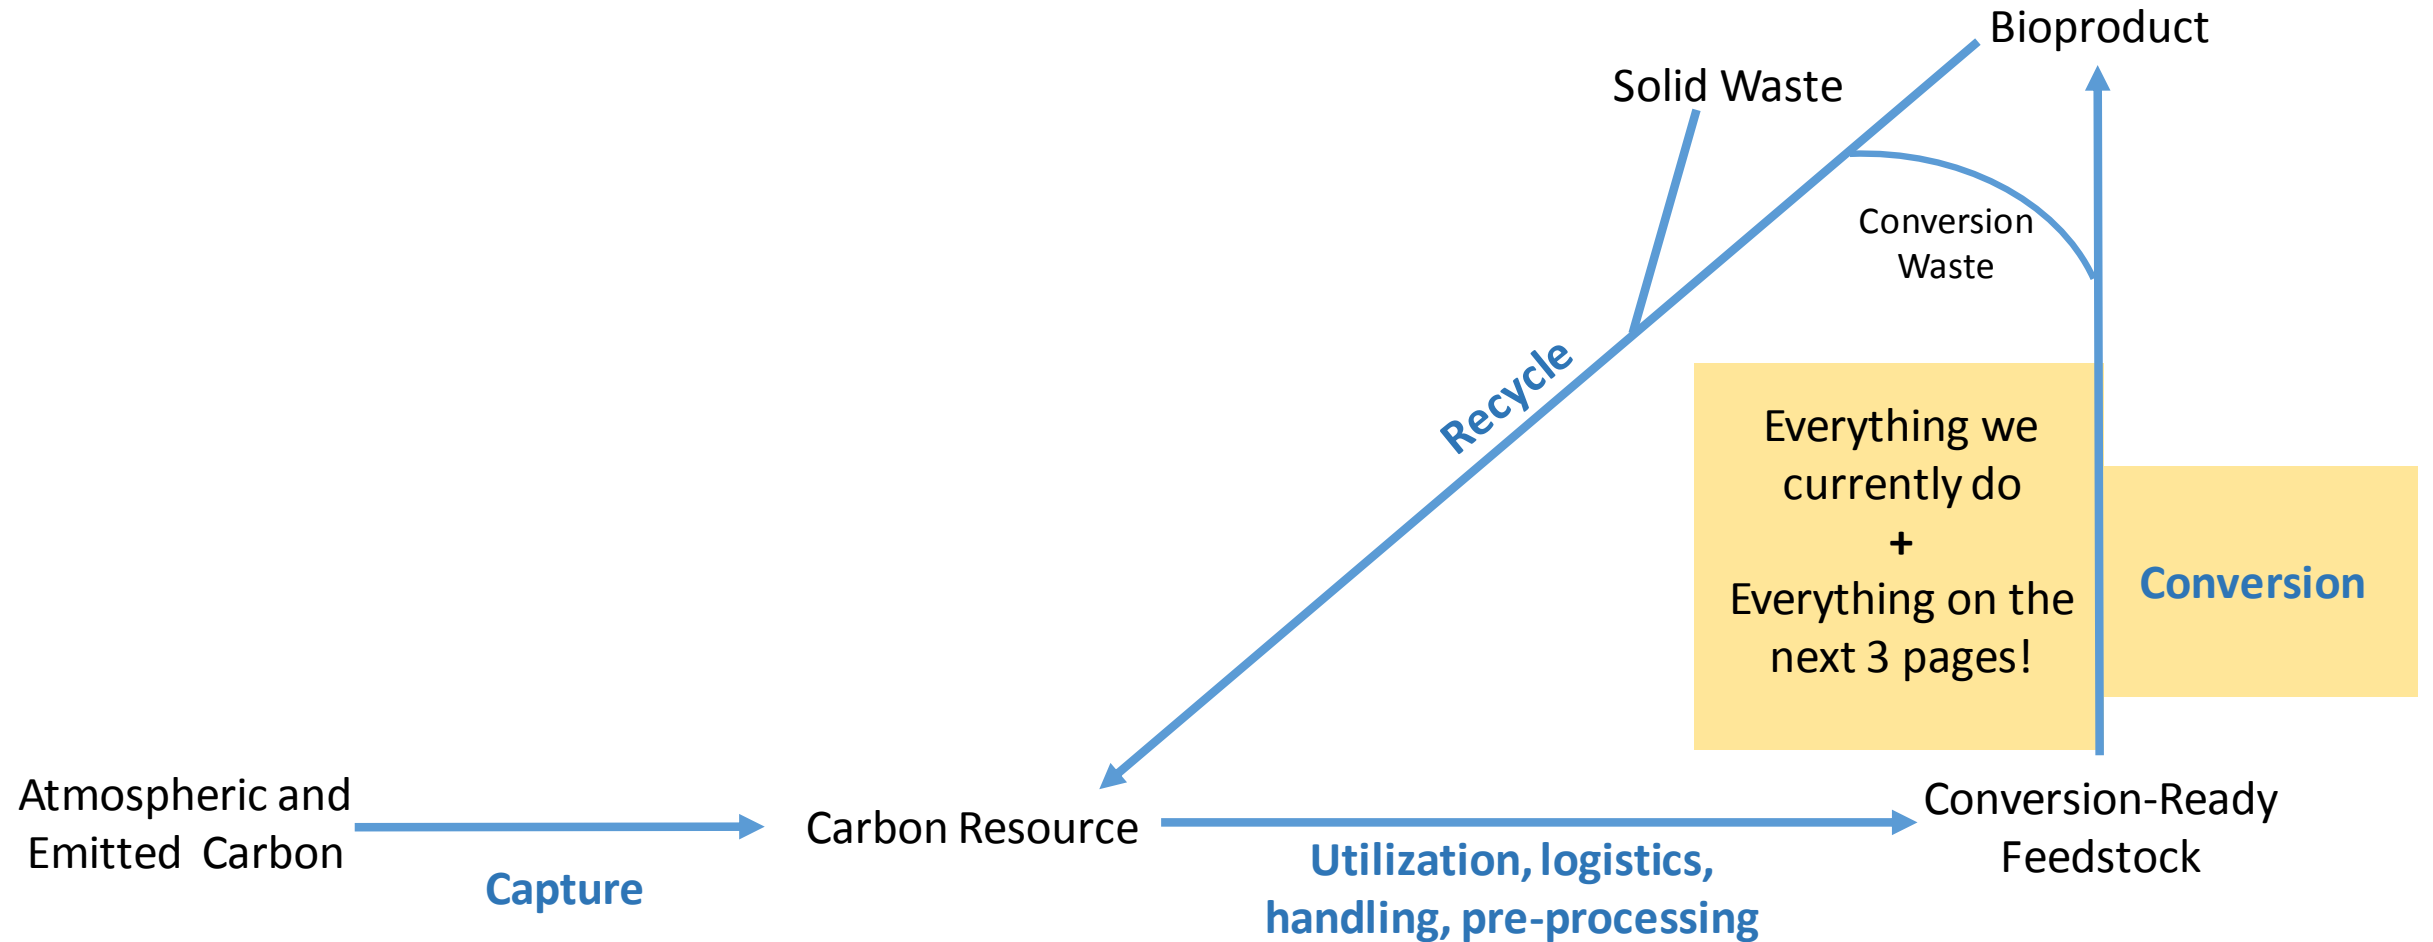 Bioproduct
Solid Waste
Conversion
Waste
Recycle
Everything we
currently do
+
Everything on the
next 3 pages!
Conversion
Atmospheric and
Emitted Carbon
Capture
Carbon Resource
Utilization, logistics,
handling, pre-processing
Conversion-Ready
Feedstock